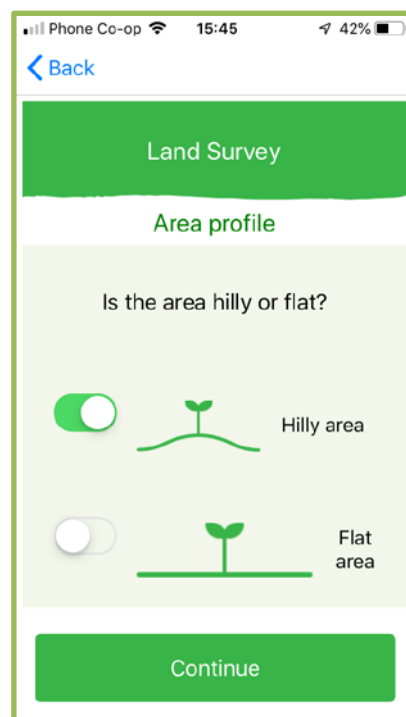 Phone Co-op 15:45 42%
Back
Land Survey
Area profile
Is the area hilly or flat?
Hilly area
Flat
area
Continue